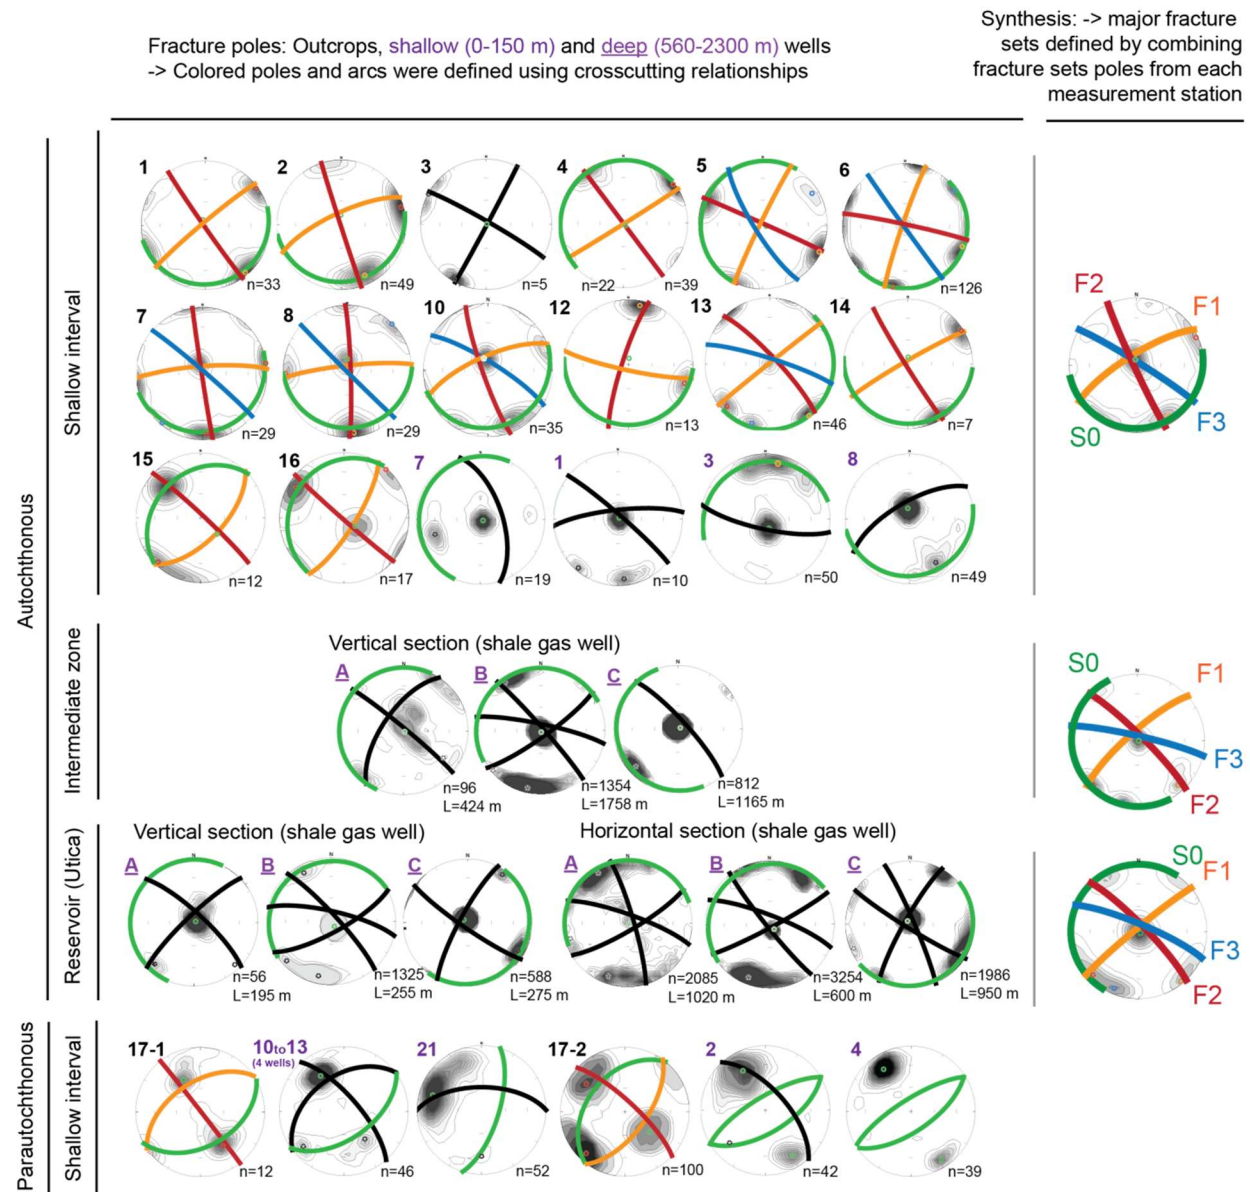 Fracture poles: Outcrops, shallow (0-150 m) and deep (560-2300 m) wells
-> Colored poles and arcs were defined using crosscutting relationships
Synthesis: -> major fracture
sets defined by combining
fracture sets poles from each
measurement station
Autochthonous
Shallow interval
1
n=33
2
n=49
3
n=5
4
n=22
n=39
5
6
n=126
7
n=29
8
n=29
N
10
n=35
12
n=13
13
n=46
14
n=7
15
n=12
16
n=17
7
n=19
1
n=10
3
n=50
8
n=49
F2
F1
F3
S0
Intermediate zone
Vertical section (shale gas well)
A
N
n=96
L=424 m
B
N
n=1354
L=1758 m
C
N
n=812
L=1165 m
S0
F1
F3
F2
Reservoir (Utica)
Vertical section (shale gas well)
A
N
n=56
L=195 m
B
N
n=1325
L=255 m
C
N
n=588
L=275 m
Horizontal section (shale gas well)
A
N
n=2085
L=1020 m
B
N
n=3254
L=600 m
C
N
n=1986
L=950 m
S0
F1
F3
F2
Parautochthonous
Shallow interval
17-1
n=12
10to13
(4 wells)
n=46
21
n=52
17-2
n=100
2
n=42
4
n=39